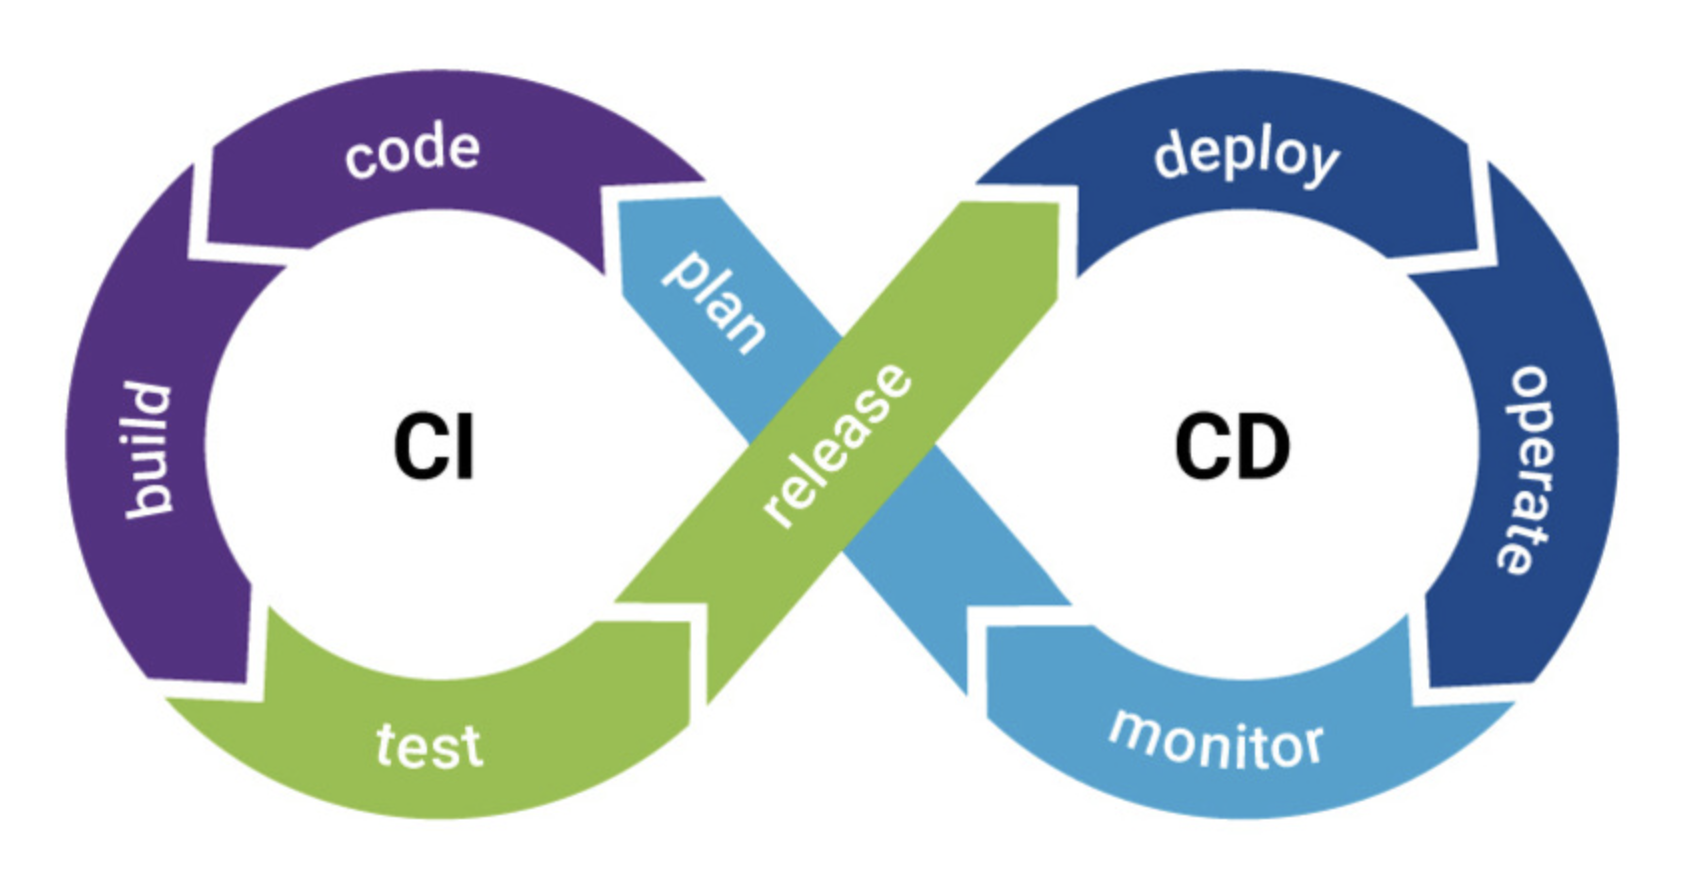 code
deploy
plan
build
CI
release
CD
operate
test
monitor